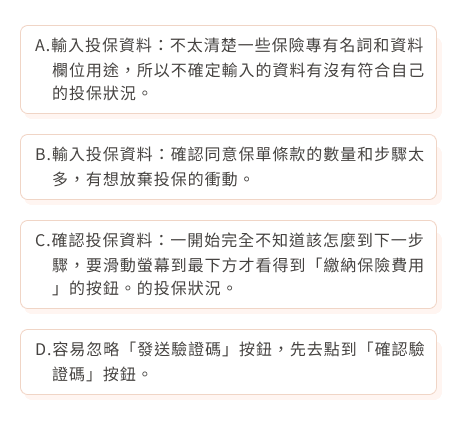 A.輸入投保資料：不太清楚一些保險專有名詞和資料
欄位用途，所以不確定輸入的資料有沒有符合自己
的投保狀況。
B.輸入投保資料：確認同意保單條款的數量和步驟太
多，有想放棄投保的衝動。
C.確認投保資料：一開始完全不知道該怎麼到下一步
驟，要滑動螢幕到最下方才看得到「繳納保險費用
」的按鈕。的投保狀況。
D.容易忽略「發送驗證碼」按鈕，先去點到「確認驗
證碼」按鈕。